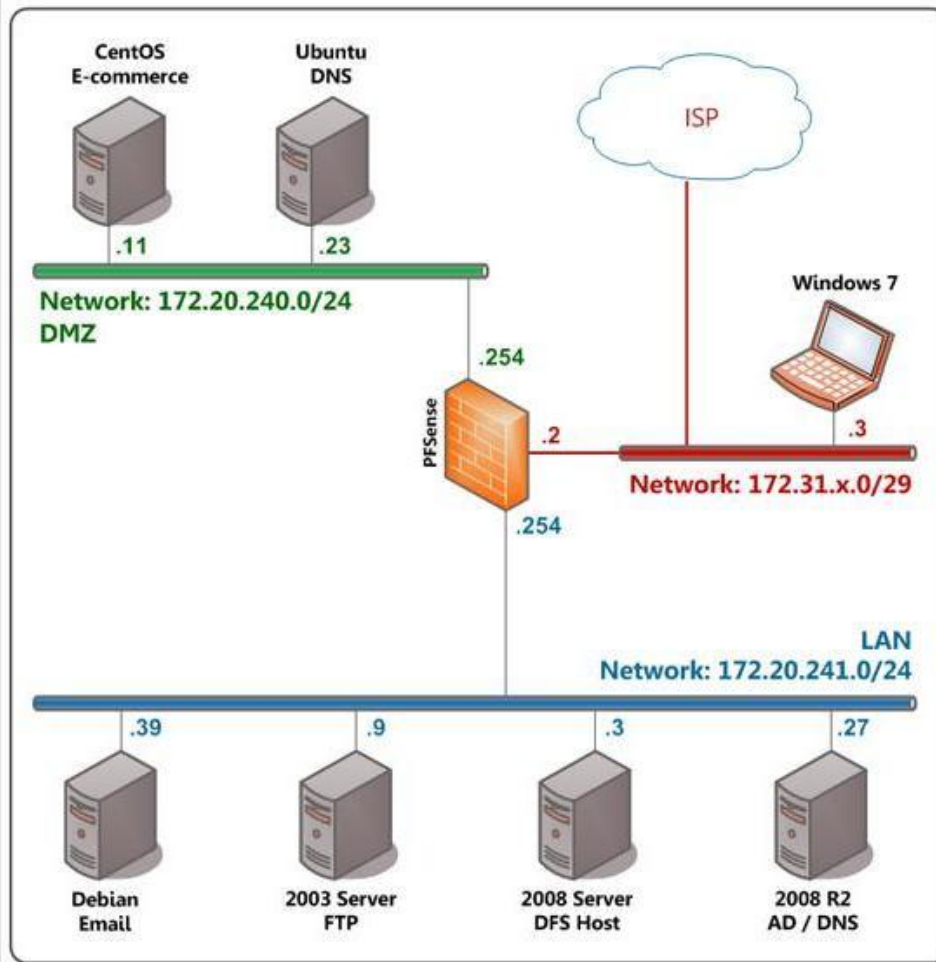 CentOS
E-commerce
Ubuntu
DNS
ISP
.11
.23
Network: 172.20.240.0/24
DMZ
Windows 7
.254
PFSense
.2
.3
Network: 172.31.x.0/29
.254
LAN
Network: 172.20.241.0/24
.39
.9
.3
.27
Debian
Email
2003 Server
FTP
2008 Server
DFS Host
2008 R2
AD / DNS